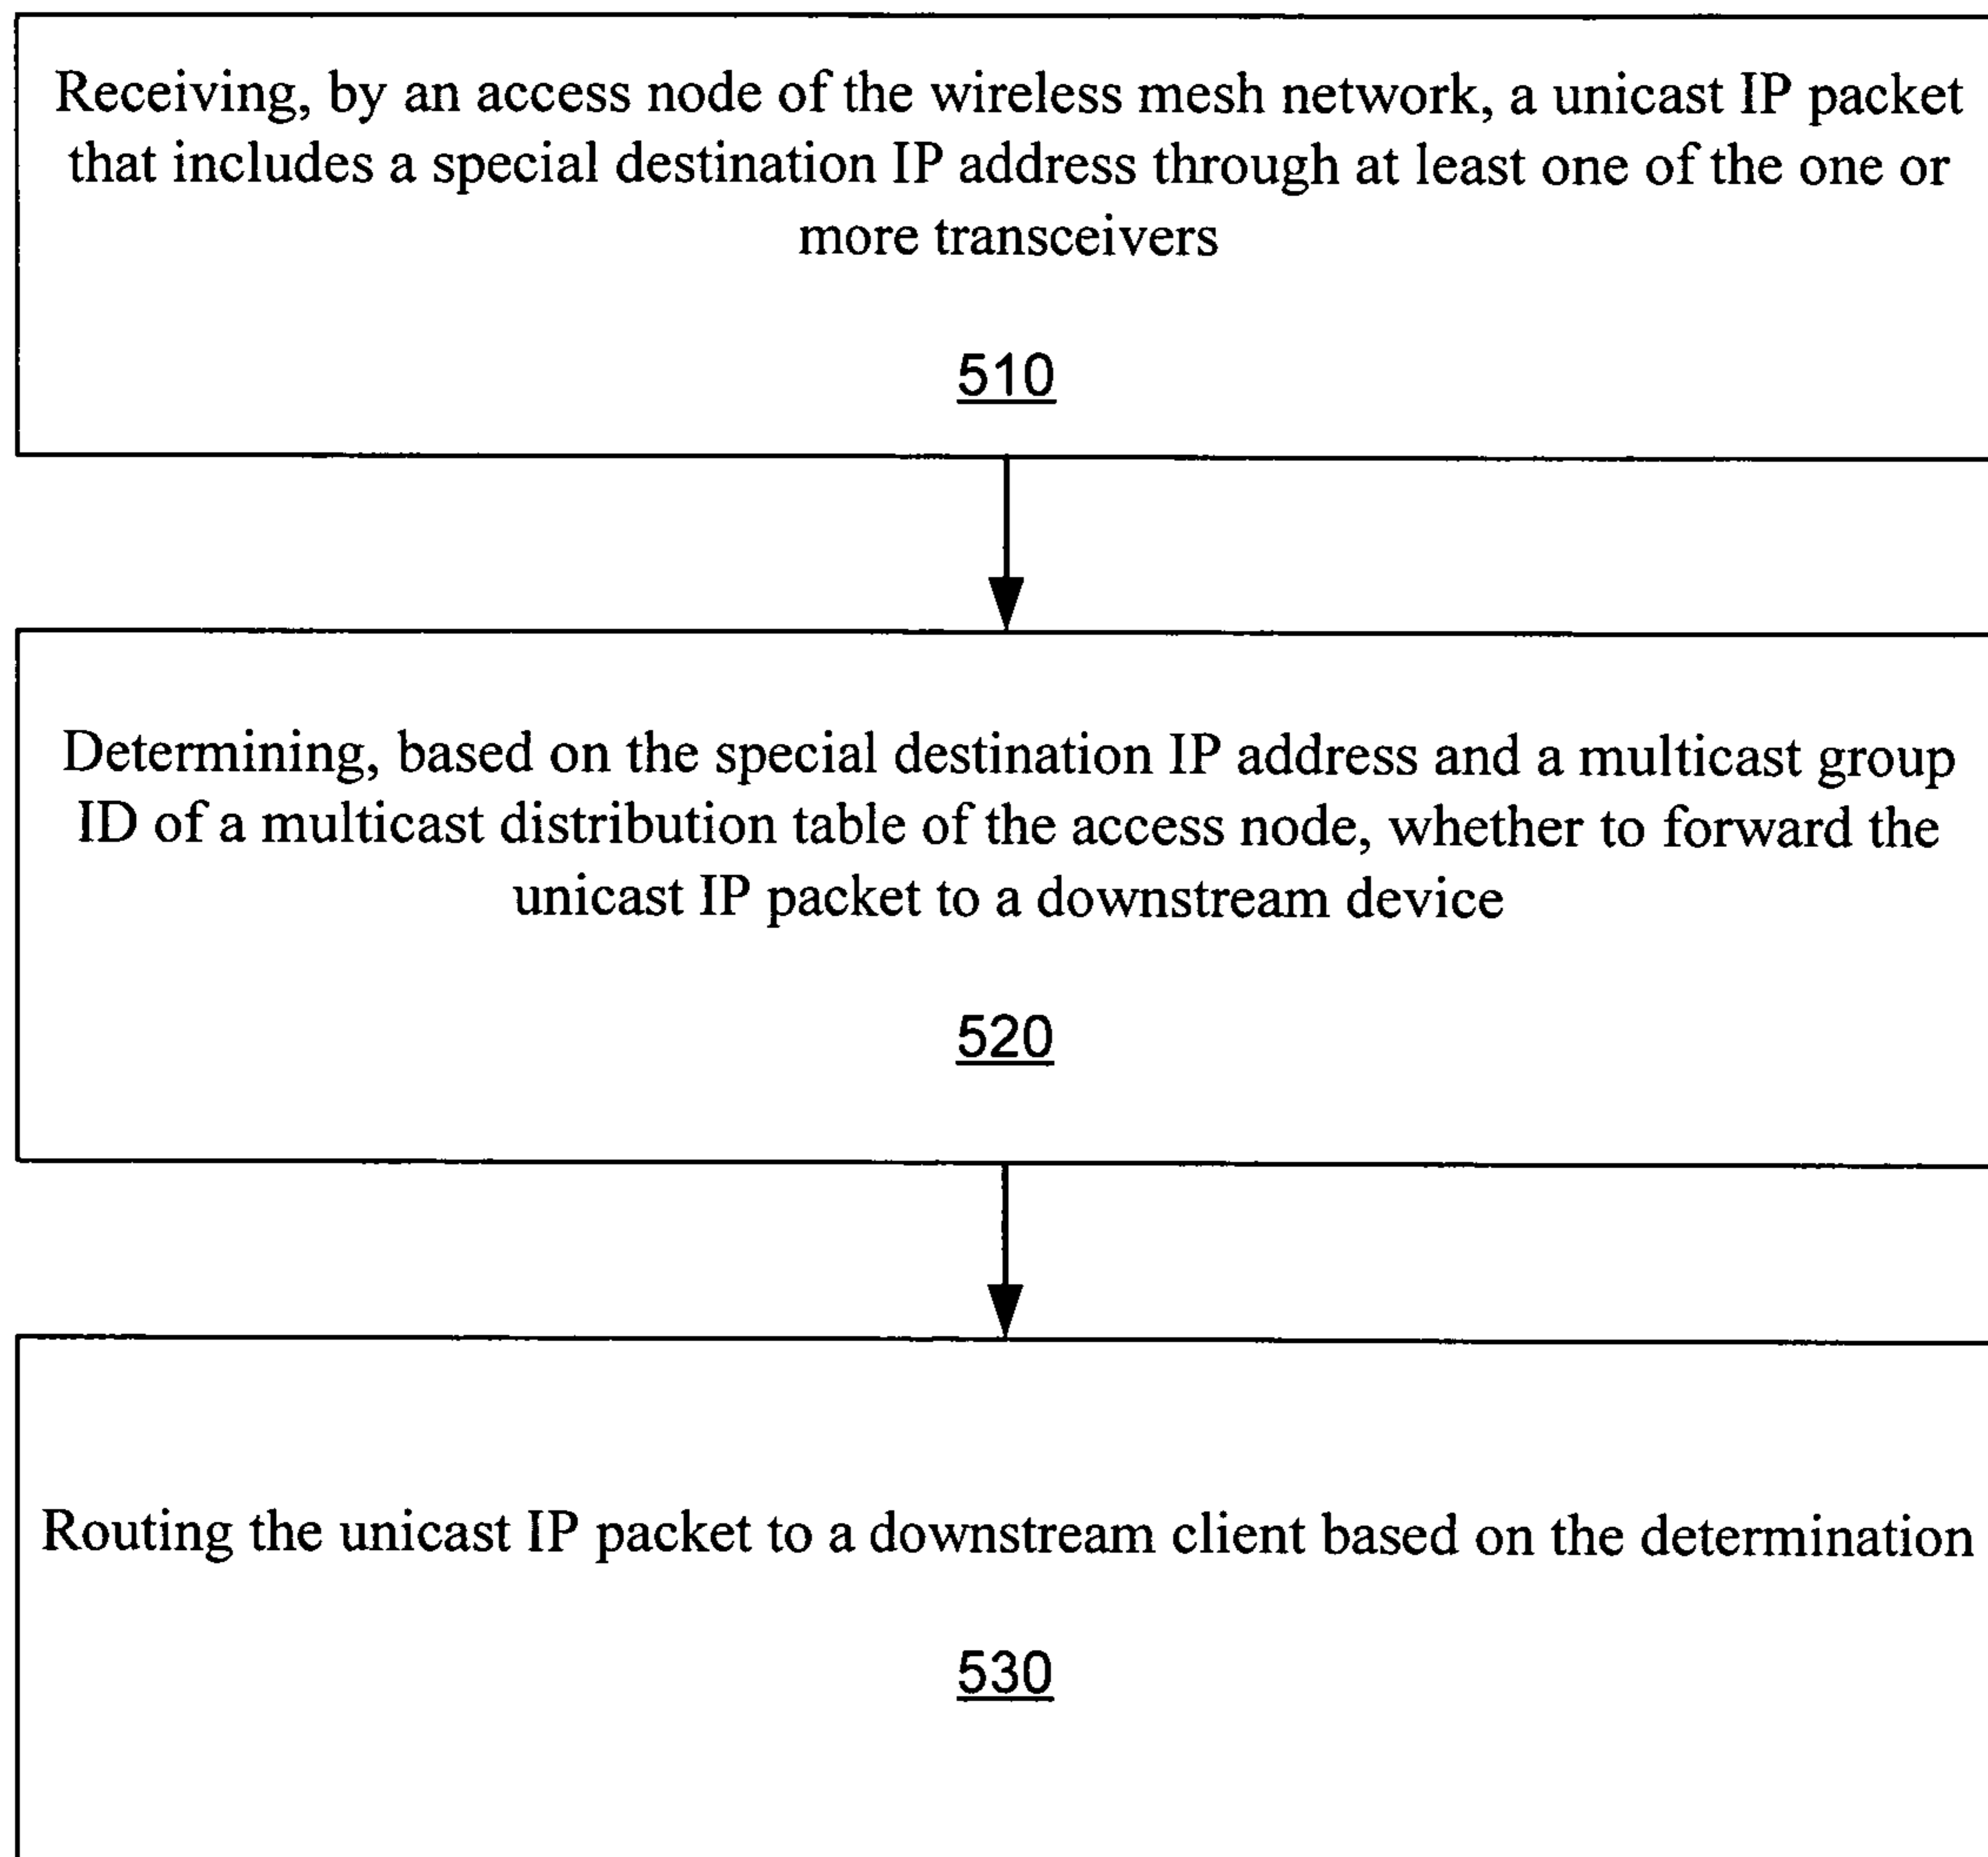 Receiving, by an access node of the wireless mesh network, a unicast IP packet
that includes a special destination IP address through at least one of the one or
more transceivers
510
Determining, based on the special destination IP address and a multicast group
ID of a multicast distribution table of the access node, whether to forward the
unicast IP packet to a downstream device
520
Routing the unicast IP packet to a downstream client based on the determination
530